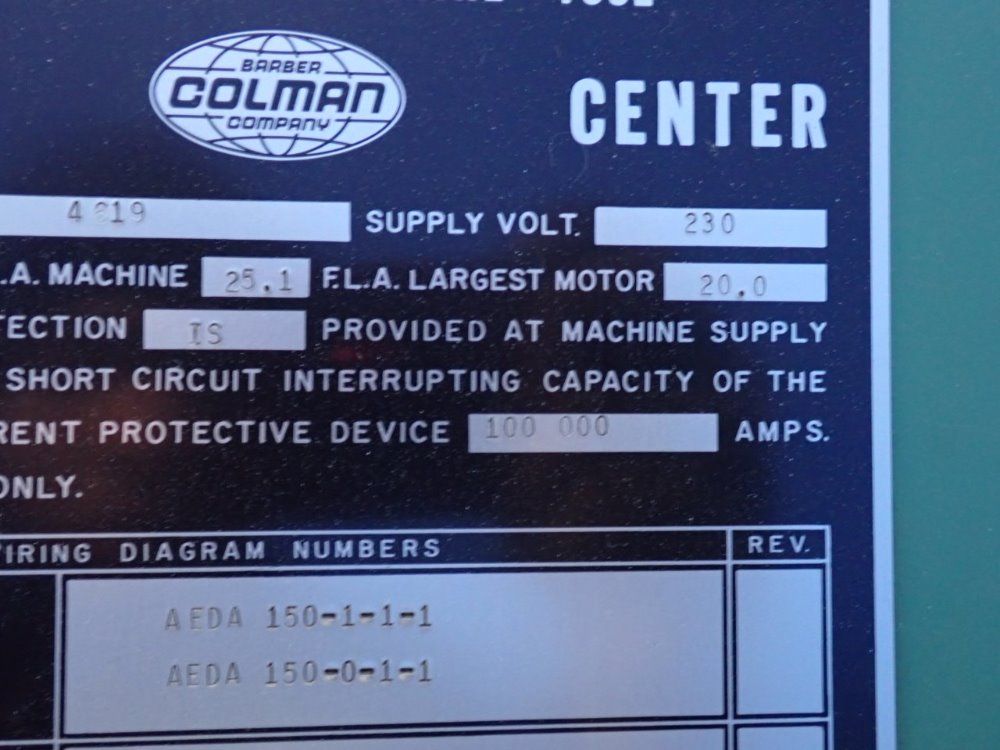 BARBER
COLMAN
COMPANY
CENTER
SUPPLY VOLT. 230
.A. MACHINE 25.1 F.L.A. LARGEST MOTOR 20.0
TECTION IS PROVIDED AT MACHINE SUPPLY
SHORT CIRCUIT INTERRUPTING CAPACITY OF THE
RENT PROTECTIVE DEVICE 100 000 AMPS.
ONLY.
IRING DIAGRAM NUMBERS REV.
AEDA 150-1-1-1
AEDA 150-0-1-1